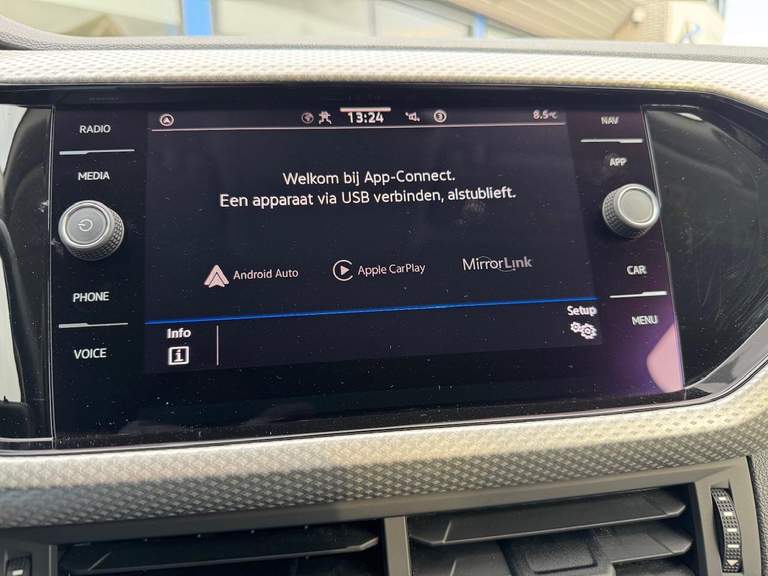 RADIO
MEDIA
PHONE
VOICE
13:24
3
8.5°C
Welkom bij App-Connect.
Een apparaat via USB verbinden, alstublieft.
Android Auto
Apple CarPlay
MirrorLink
Info
i
Setup
NAV
APP
CAR
MENU